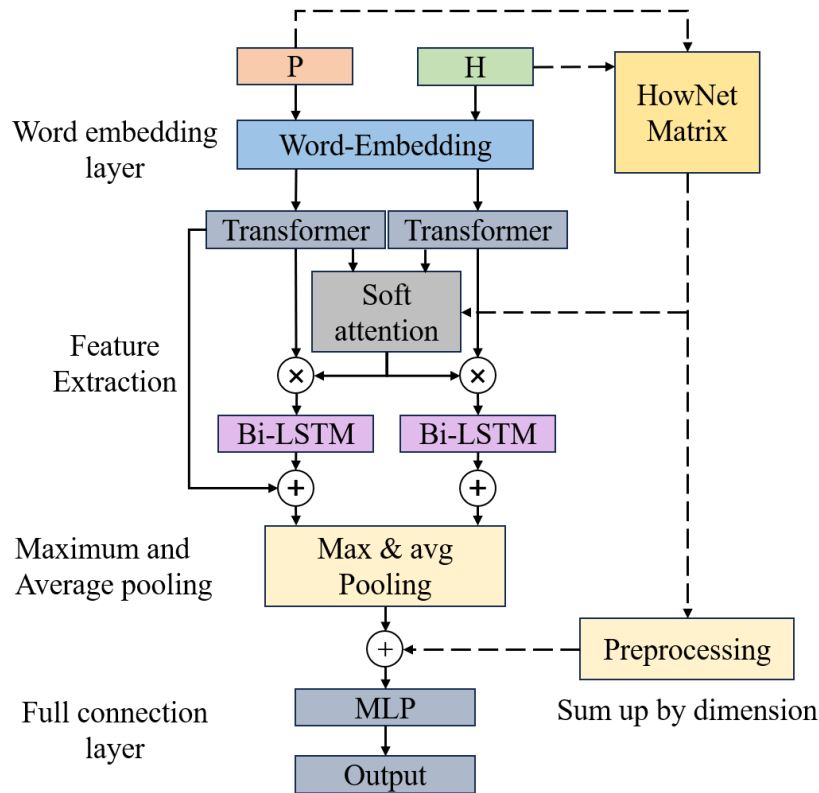 P
H
HowNet
Matrix
Word embedding
layer
Word-Embedding
Transformer
Transformer
Soft
attention
Feature
Extraction
×
×
Bi-LSTM
Bi-LSTM
+
+
Maximum and
Average pooling
Max & avg
Pooling
+
Preprocessing
Sum up by dimension
Full connection
layer
MLP
Output